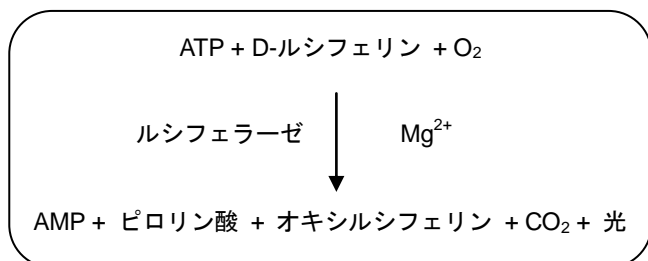 ATP + D-ルシフェリン + O₂
ルシフェラーゼ Mg²⁺
AMP + ピロリン酸 + オキシルシフェリン + CO₂ + 光